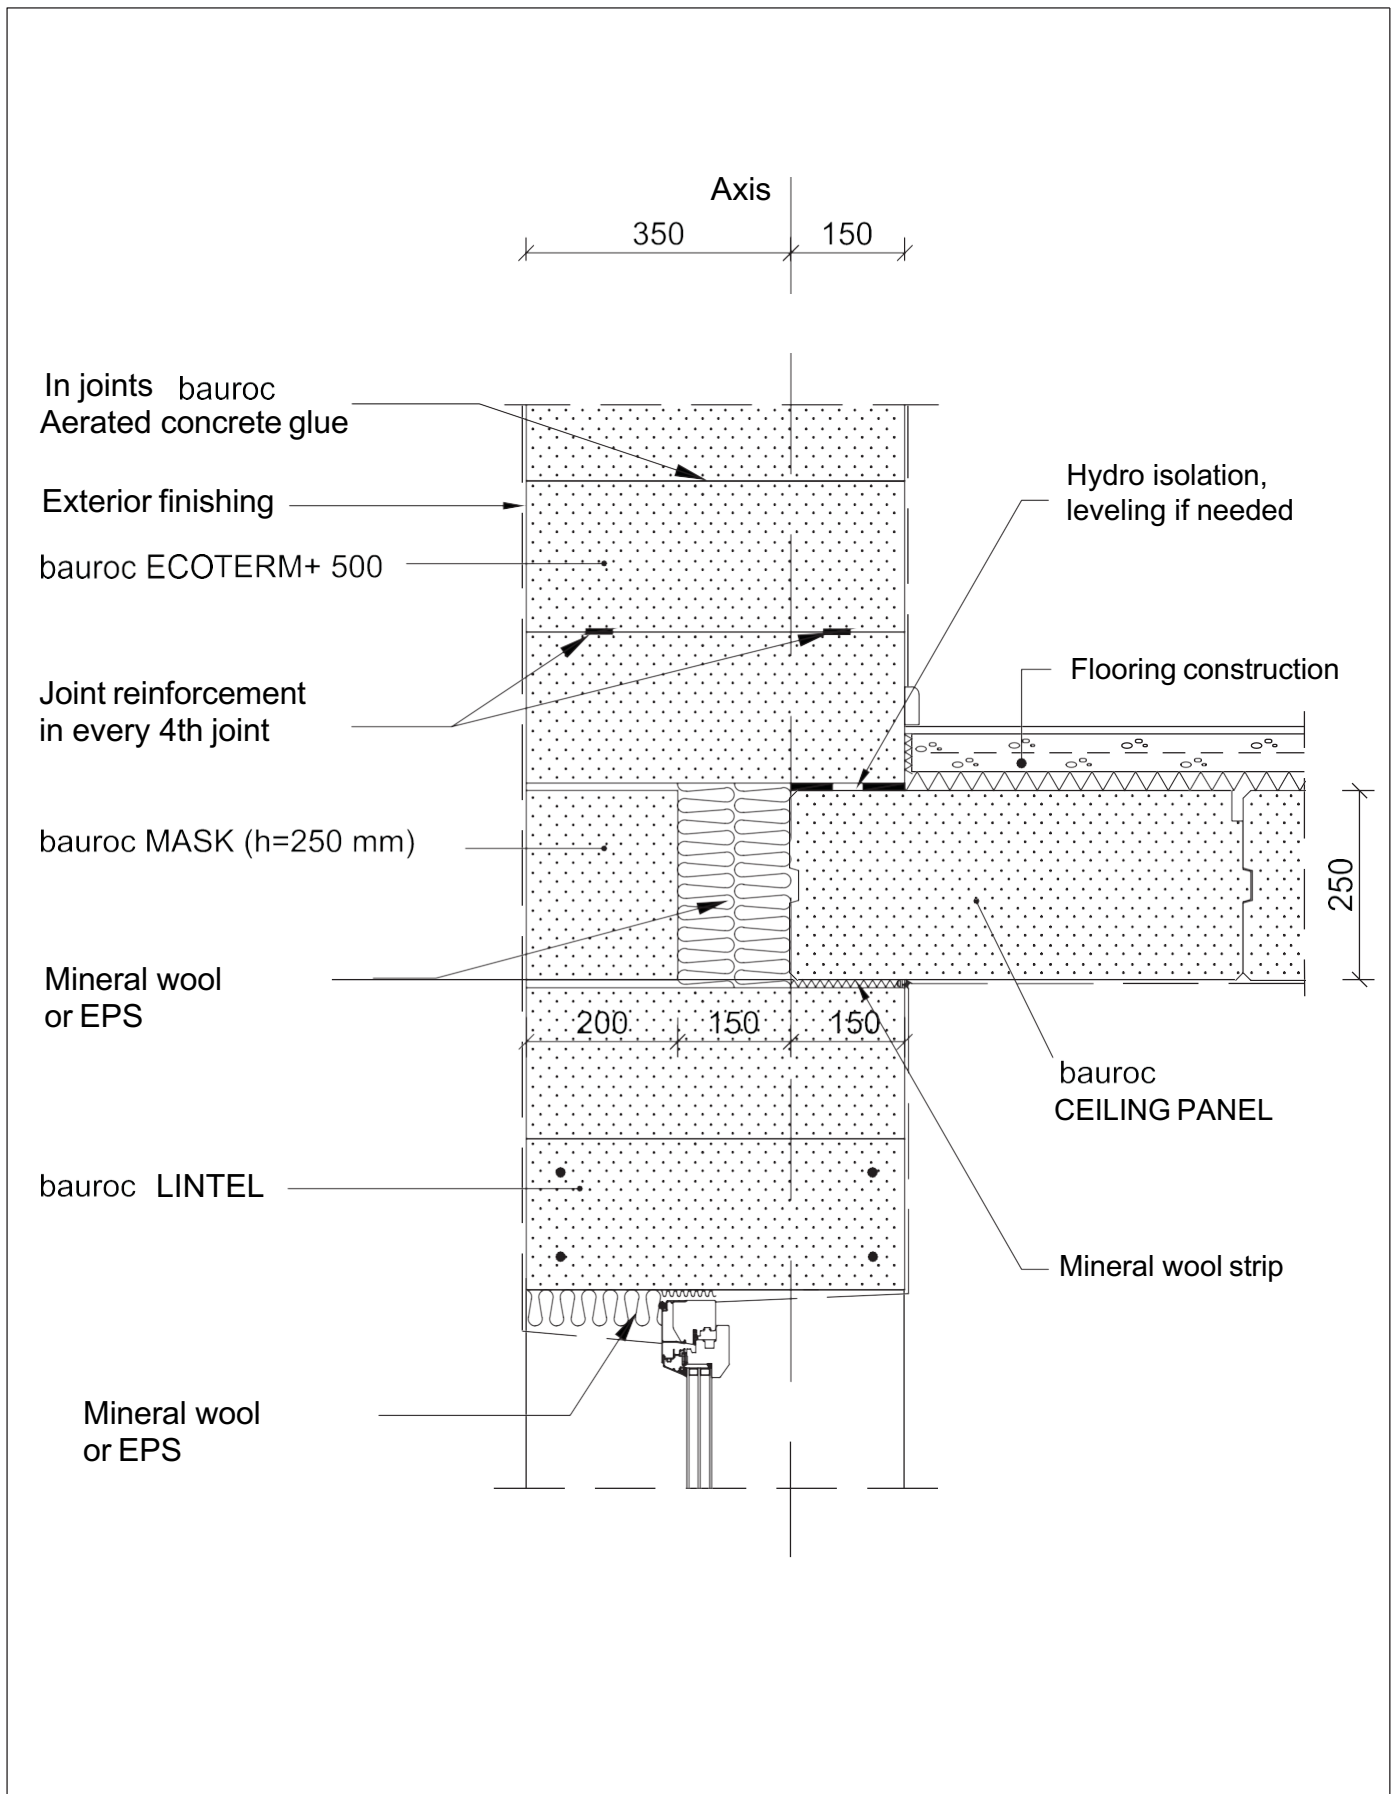 Axis
350
150
In joints bauroc
Aerated concrete glue
Hydro isolation,
leveling if needed
Exterior finishing
bauroc ECOTERM+ 500
Flooring construction
Joint reinforcement
in every 4th joint
bauroc MASK (h=250 mm)
250
Mineral wool
or EPS
200
150
150
bauroc
CEILING PANEL
bauroc LINTEL
Mineral wool strip
Mineral wool
or EPS